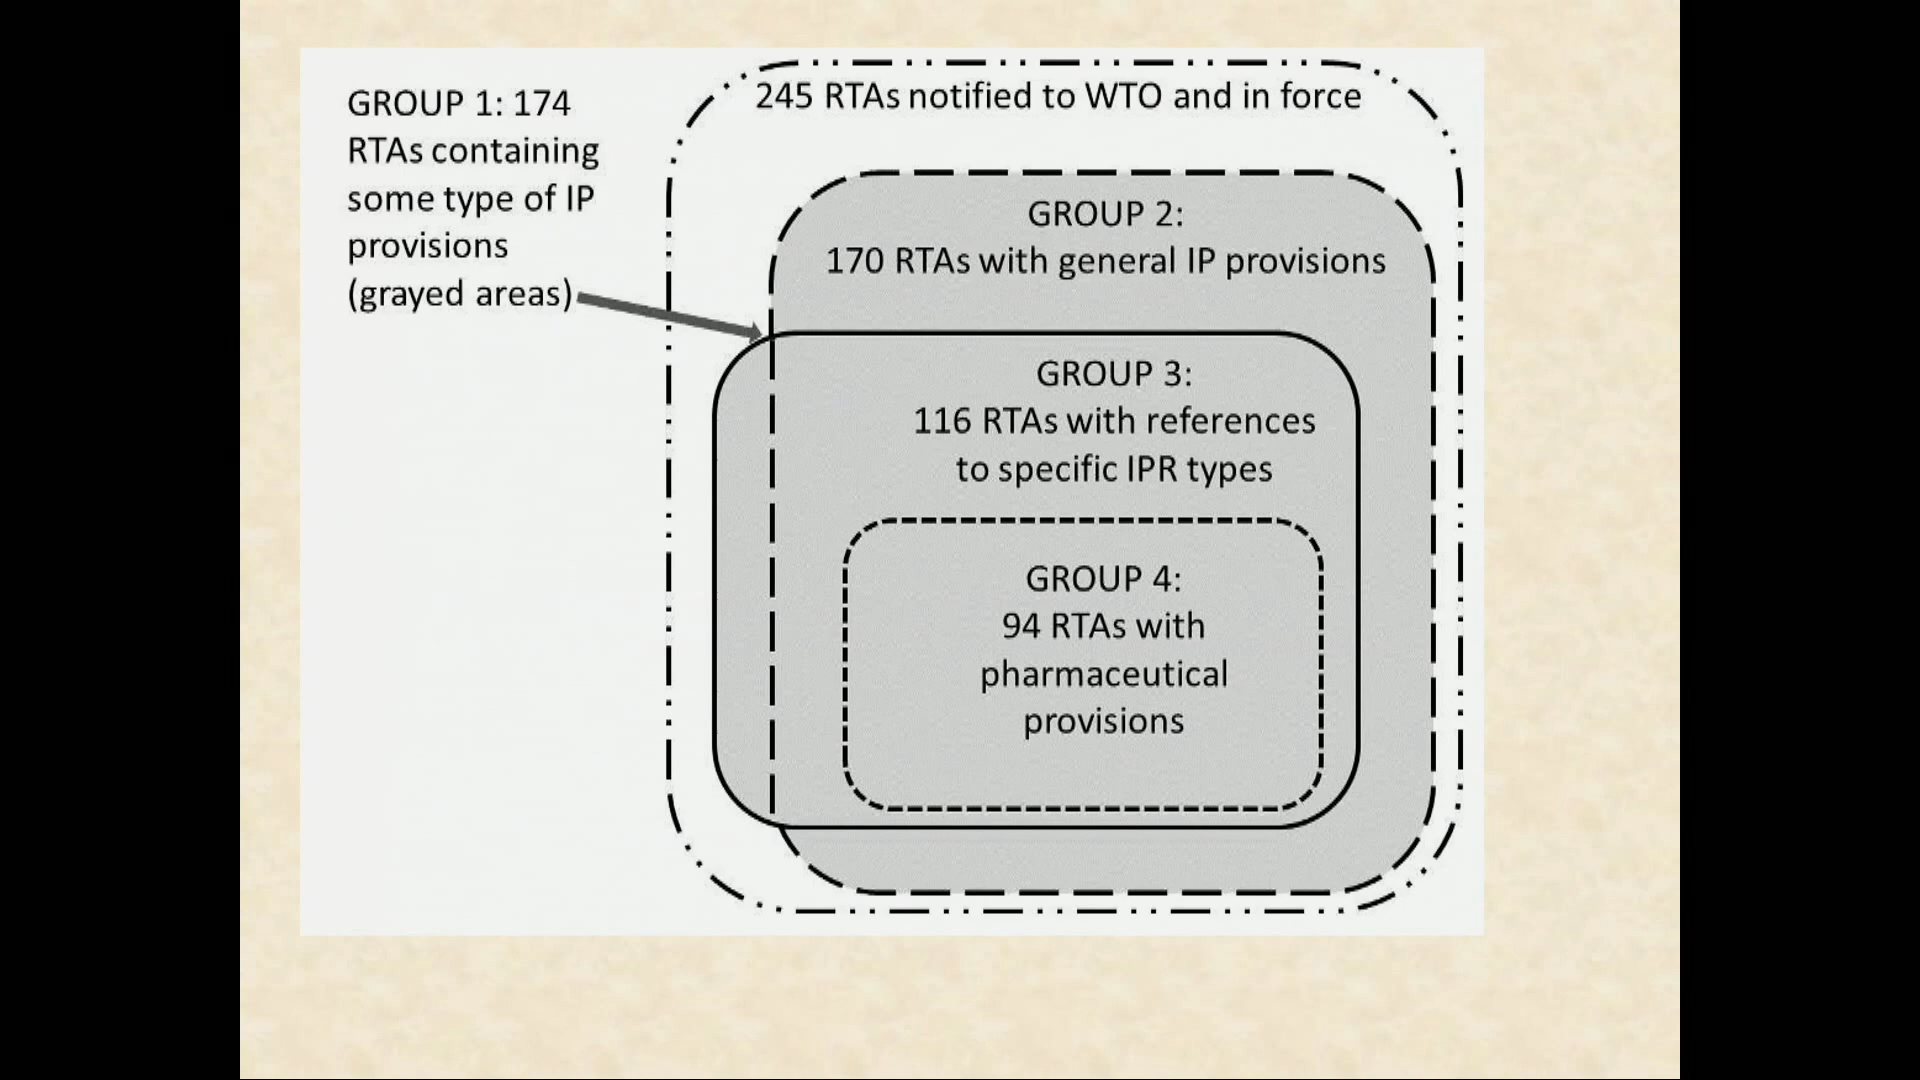 GROUP 1: 174
RTAs containing
some type of IP
provisions
(grayed areas)
245 RTAs notified to WTO and in force
GROUP 2:
170 RTAs with general IP provisions
GROUP 3:
116 RTAs with references
to specific IPR types
GROUP 4:
94 RTAs with
pharmaceutical
provisions